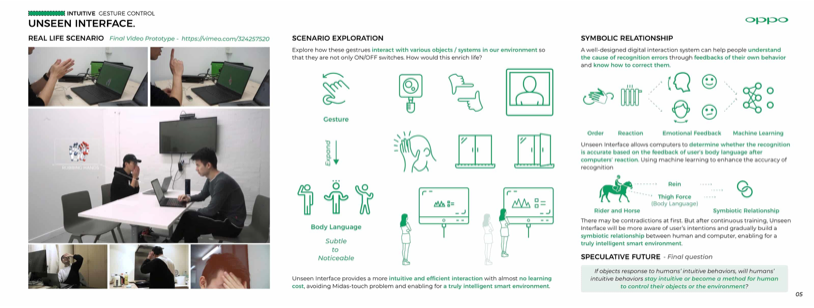 INTUITIVE GESTURE CONTROL
UNSEEN INTERFACE.
oppo
REAL LIFE SCENARIO Final Video Prototype - https://vimeo.com/324257520
SCENARIO EXPLORATION
Explore how these gestrues interact with various objects / systems in our environment so
that they are not only ON/OFF switches. How would this enrich life?
Gesture
Expand
Body Language
Subtle
to
Noticeable
Unseen Interface provides a more intuitive and efficient interaction with almost no learning
cost, avoiding Midas-touch problem and enabling for a truly intelligent smart environment.
SYMBOLIC RELATIONSHIP
A well-designed digital interaction system can help people understand
the cause of recognition errors through feedbacks of their own behavior
and know how to correct them.
Order Reaction Emotional Feedback Machine Learning
Unseen Interface allows computers to determine whether the recognition
is accurate based on the feedback of user's body language after
computers' reaction. Using machine learning to enhance the accuracy of
recognition
Rein
Thigh Force
(Body Language)
Rider and Horse Symbiotic Relationship
There may be contradictions at first. But after continuous training, Unseen
Interface will be more aware of user's intentions and gradually build a
symbiotic relationship between human and computer, enabling for a
truly intelligent smart environment.
SPECULATIVE FUTURE - Final question
If objects response to humans' intuitive behaviors, will humans'
intuitive behaviors stay intuitive or become a method for human
to control their objects or the environment?
05